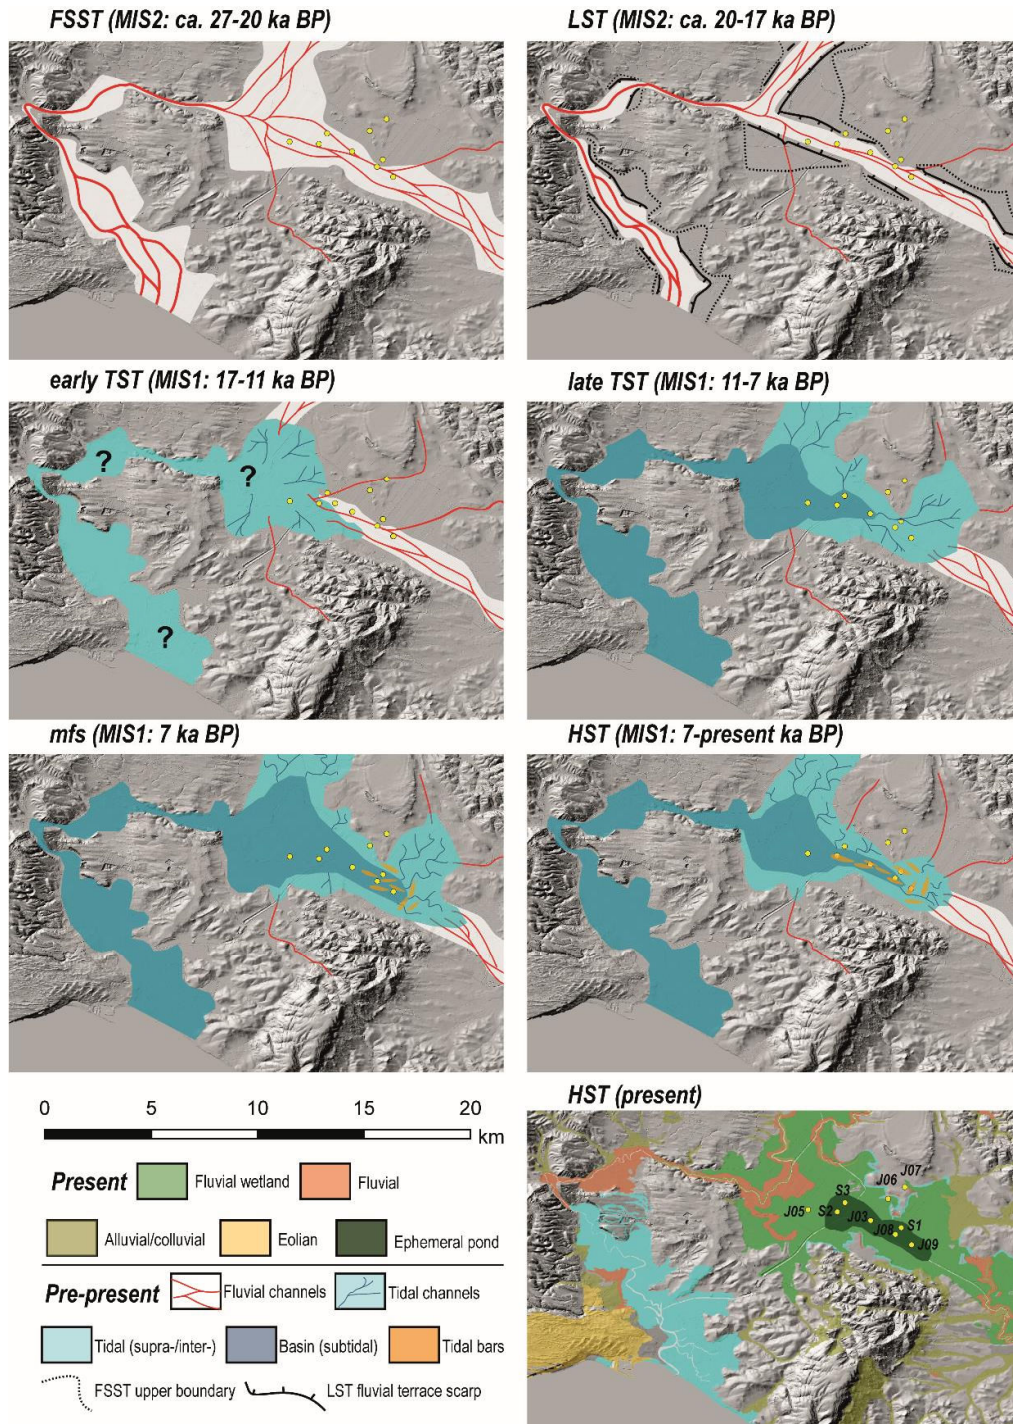 FSST (MIS2: ca. 27-20 ka BP)
LST (MIS2: ca. 20-17 ka BP)
early TST (MIS1: 17-11 ka BP)
late TST (MIS1: 11-7 ka BP)
?
?
?
mfs (MIS1: 7 ka BP)
HST (MIS1: 7-present ka BP)
HST (present)
J07
J06
S3
J05
S2
J03
S1
J08
J09
0 5 10 15 20
km
Present
Fluvial wetland
Fluvial
Alluvial/colluvial
Eolian
Ephemeral pond
Pre-present
Fluvial channels
Tidal channels
Tidal (supra-/inter-)
Basin (subtidal)
Tidal bars
FSST upper boundary
LST fluvial terrace scarp